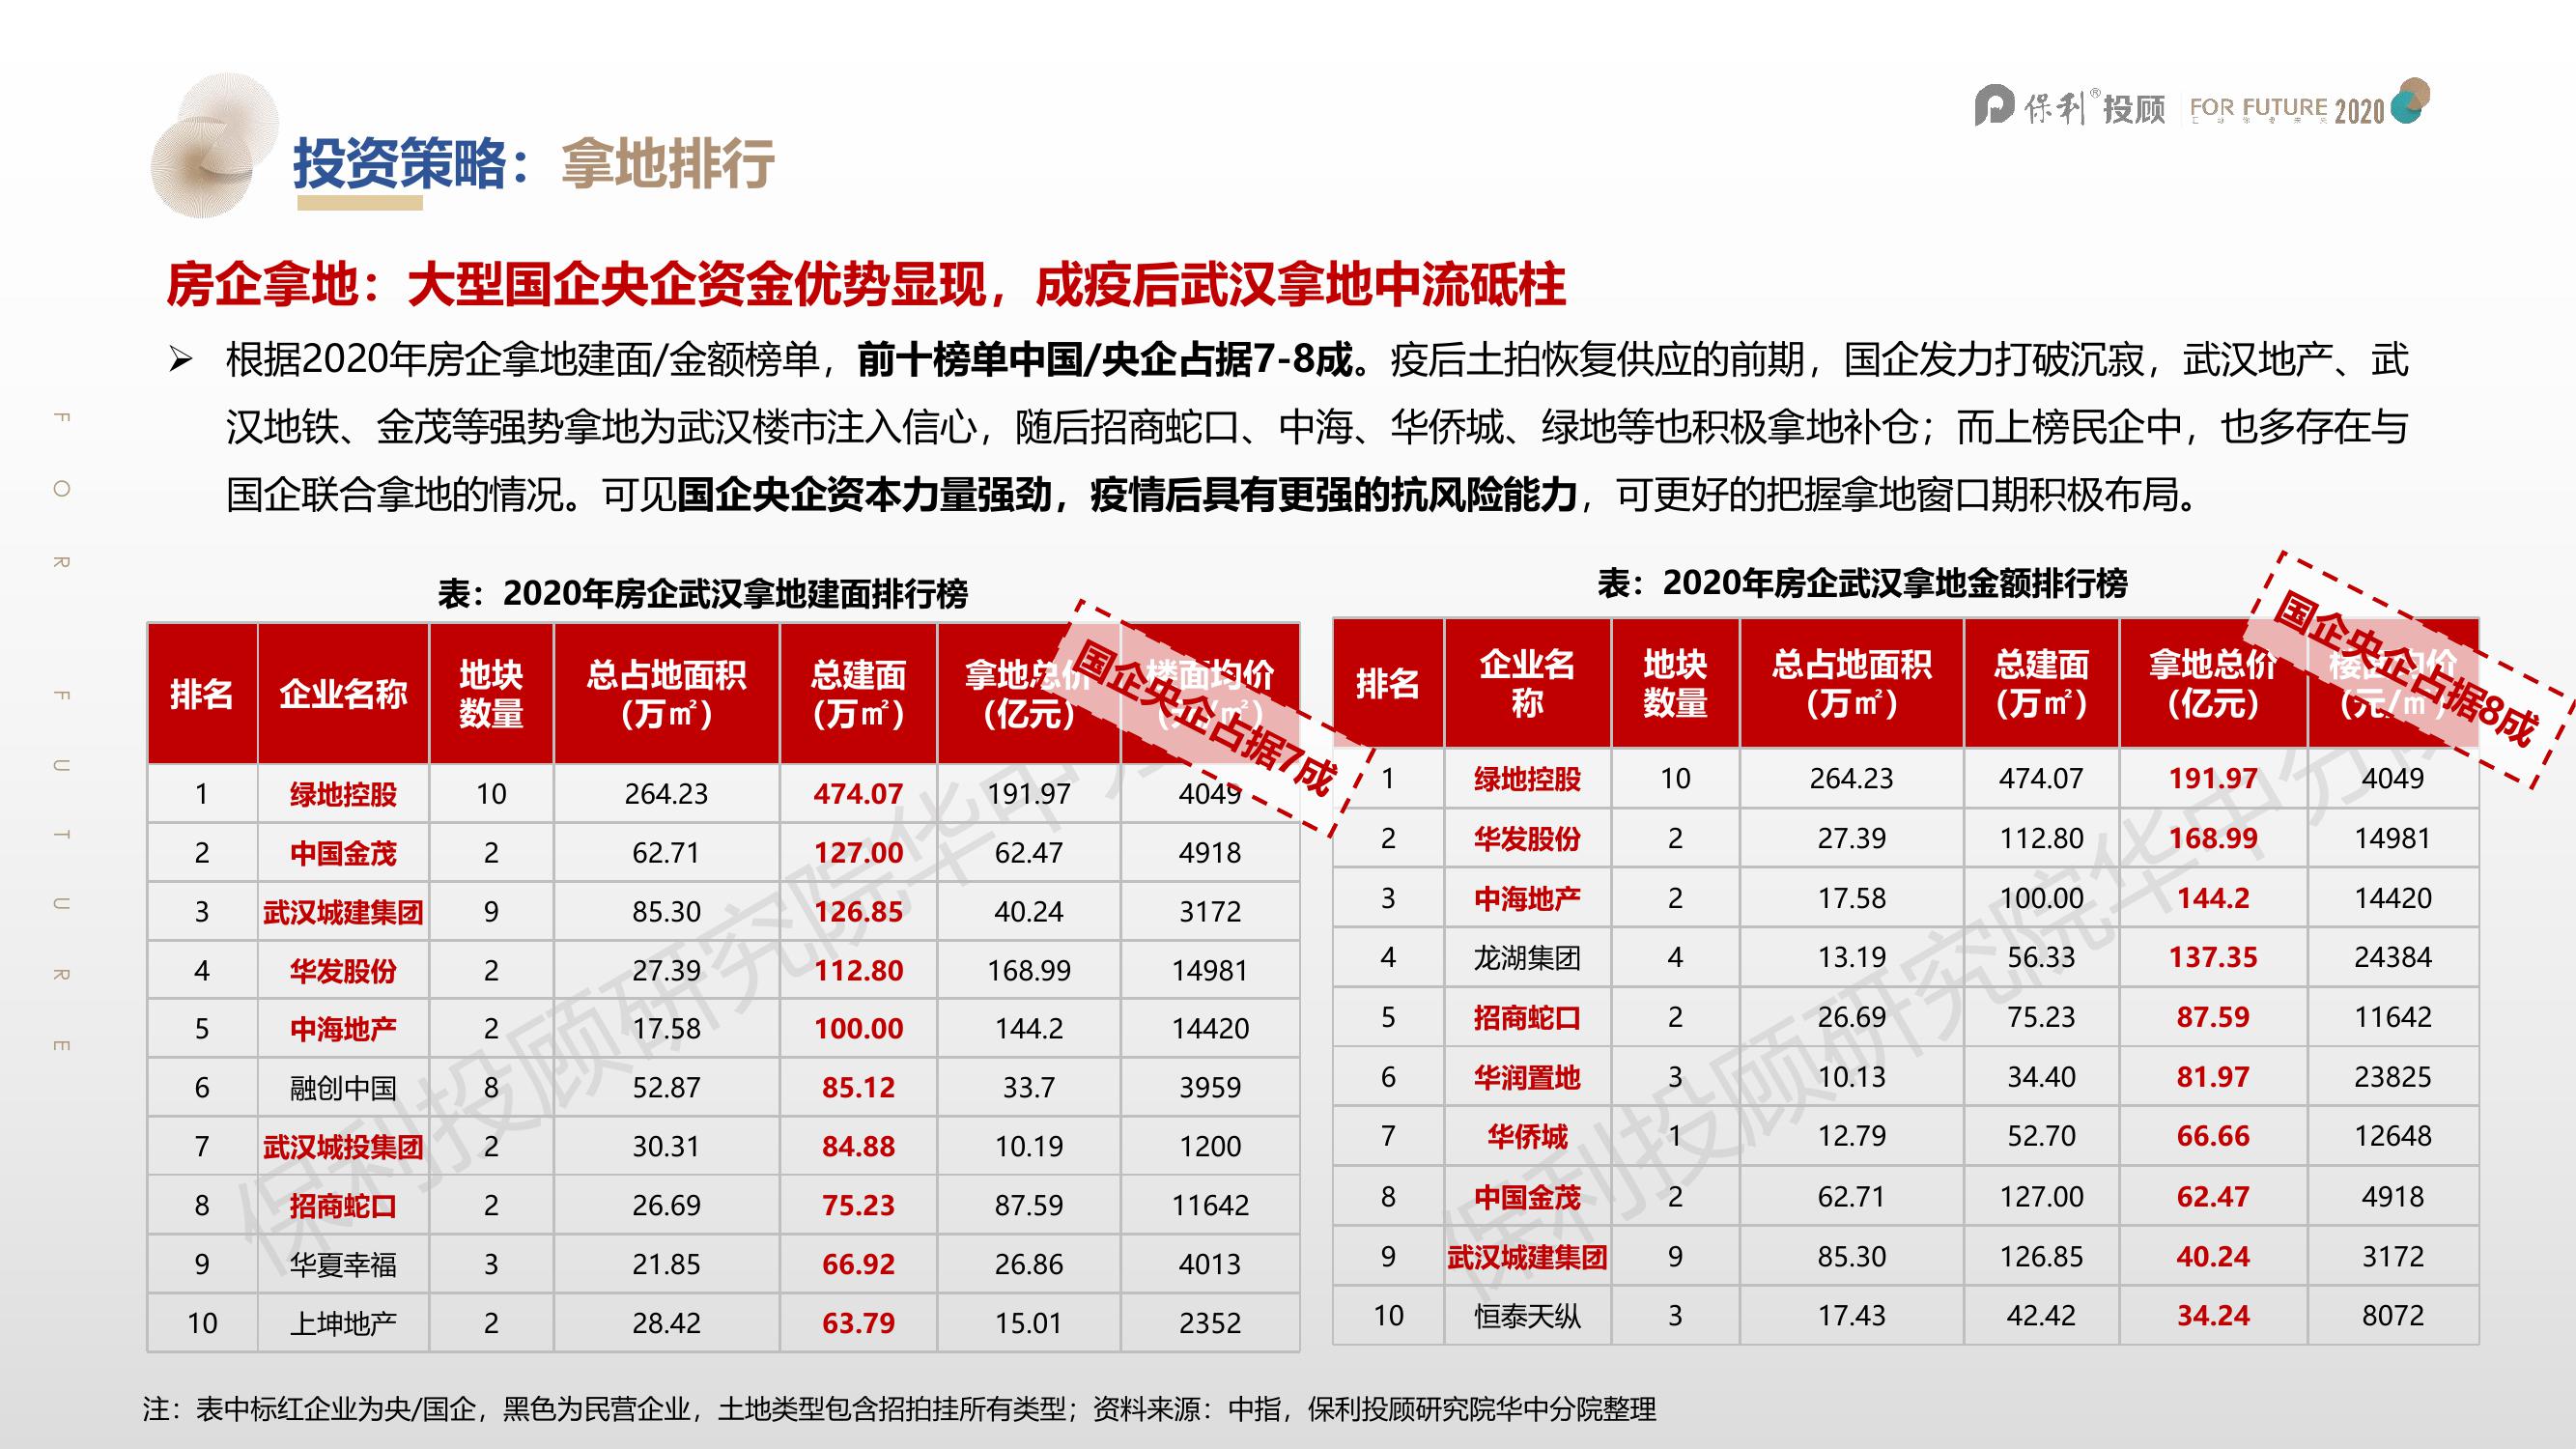 保利®投顾 FOR FUTURE 2020
投资策略：拿地排行
房企拿地：大型国企央企资金优势显现，成疫后武汉拿地中流砥柱
➢ 根据2020年房企拿地建面/金额榜单，前十榜单中国/央企占据7-8成。疫后土拍恢复供应的前期，国企发力打破沉寂，武汉地产、武
汉地铁、金茂等强势拿地为武汉楼市注入信心，随后招商蛇口、中海、华侨城、绿地等也积极拿地补仓；而上榜民企中，也多存在与
国企联合拿地的情况。可见国企央企资本力量强劲，疫情后具有更强的抗风险能力，可更好的把握拿地窗口期积极布局。
FOR FUTURE
表：2020年房企武汉拿地建面排行榜
国企央企占据7成
排名 企业名称 地块数量 总占地面积（万㎡） 总建面（万㎡） 拿地总价（亿元） 楼面均价
1 绿地控股 10 264.23 474.07 191.97 4049
2 中国金茂 2 62.71 127.00 62.47 4918
3 武汉城建集团 9 85.30 126.85 40.24 3172
4 华发股份 2 27.39 112.80 168.99 14981
5 中海地产 2 17.58 100.00 144.2 14420
6 融创中国 8 52.87 85.12 33.7 3959
7 武汉城投集团 2 30.31 84.88 10.19 1200
8 招商蛇口 2 26.69 75.23 87.59 11642
9 华夏幸福 3 21.85 66.92 26.86 4013
10 上坤地产 2 28.42 63.79 15.01 2352
表：2020年房企武汉拿地金额排行榜
国企央企占据8成
排名 企业名称 地块数量 总占地面积（万㎡） 总建面（万㎡） 拿地总价（亿元） 楼面均价（元/㎡）
1 绿地控股 10 264.23 474.07 191.97 4049
2 华发股份 2 27.39 112.80 168.99 14981
3 中海地产 2 17.58 100.00 144.2 14420
4 龙湖集团 4 13.19 56.33 137.35 24384
5 招商蛇口 2 26.69 75.23 87.59 11642
6 华润置地 3 10.13 34.40 81.97 23825
7 华侨城 1 12.79 52.70 66.66 12648
8 中国金茂 2 62.71 127.00 62.47 4918
9 武汉城建集团 9 85.30 126.85 40.24 3172
10 恒泰天纵 3 17.43 42.42 34.24 8072
保利投顾研究院华中
保利投顾研究院华中分
注：表中标红企业为央/国企，黑色为民营企业，土地类型包含招拍挂所有类型；资料来源：中指，保利投顾研究院华中分院整理